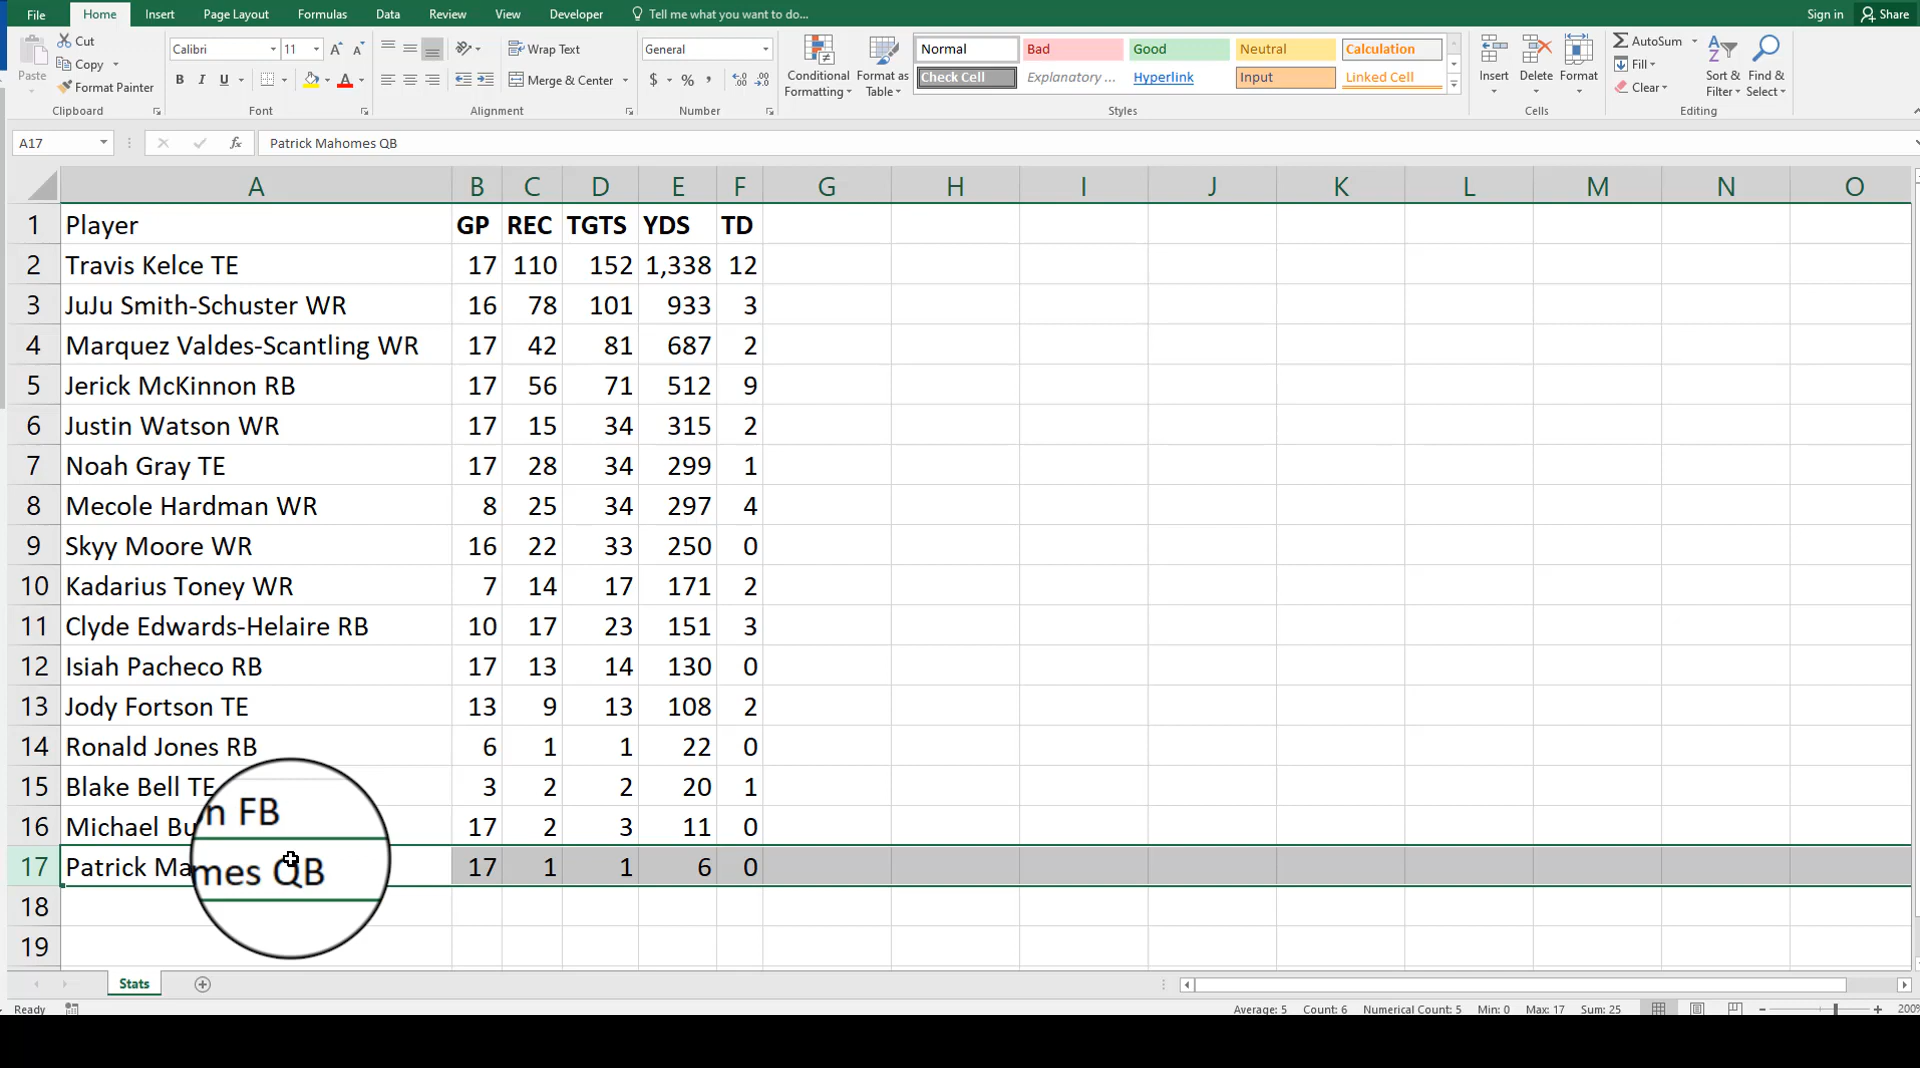 File Home Insert Page Layout Formulas Data Review View Developer Tell me what you want to do... Sign in Share
Paste Cut Copy Format Painter Clipboard
Calibri 11 A A B I U A Font
Wrap Text Merge & Center Alignment
General $ % , Number
Conditional Formatting Format as Table
Normal Bad Good Neutral Calculation
Check Cell Explanatory ... Hyperlink Input Linked Cell
Styles
Insert Delete Format Cells
AutoSum Fill Clear Sort & Filter Find & Select Editing
A17 fx Patrick Mahomes QB
A B C D E F G H I J K L M N O
1 Player GP REC TGTS YDS TD
2 Travis Kelce TE 17 110 152 1,338 12
3 JuJu Smith-Schuster WR 16 78 101 933 3
4 Marquez Valdes-Scantling WR 17 42 81 687 2
5 Jerick McKinnon RB 17 56 71 512 9
6 Justin Watson WR 17 15 34 315 2
7 Noah Gray TE 17 28 34 299 1
8 Mecole Hardman WR 8 25 34 297 4
9 Skyy Moore WR 16 22 33 250 0
10 Kadarius Toney WR 7 14 17 171 2
11 Clyde Edwards-Helaire RB 10 17 23 151 3
12 Isiah Pacheco RB 17 13 14 130 0
13 Jody Fortson TE 13 9 13 108 2
14 Ronald Jones RB 6 1 1 22 0
15 Blake Bell TE 3 2 2 20 1
16 Michael Bu n FB 17 2 3 11 0
17 Patrick Ma mes QB 17 1 1 6 0
18
19
Stats
Ready Average: 5 Count: 6 Numerical Count: 5 Min: 0 Max: 17 Sum: 25 200%